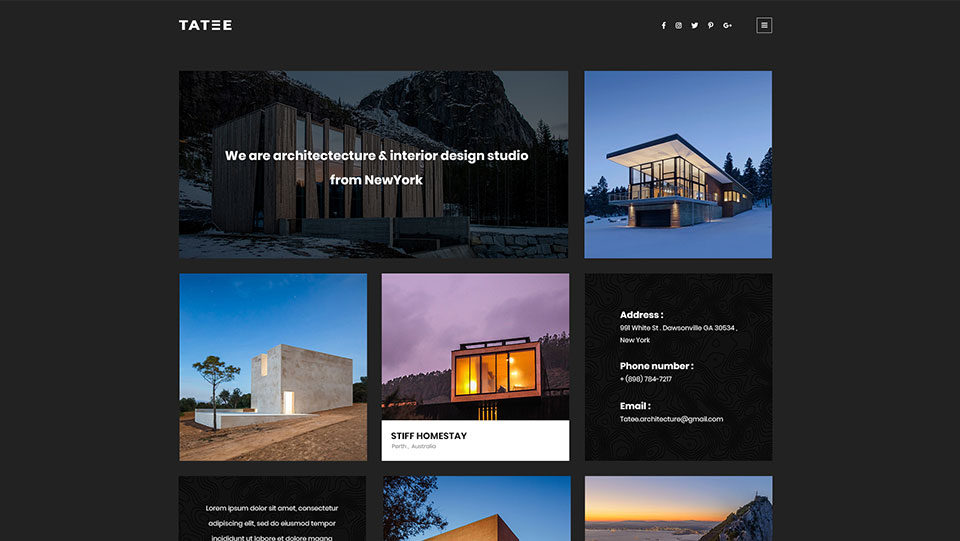 TATEE
We are architectecture & interior design studio
from NewYork
Address :
991 White St . Dawsonville GA 30534 ,
New York
Phone number :
+ (898) 784-7217
Email :
Tatee.architecture@gmail.com
STIFF HOMESTAY
Perth , Australia
Lorem ipsum dolor sit amet, consectetur
adipiscing elit, sed do eiusmod tempor
incididunt ut labore et dolore magna